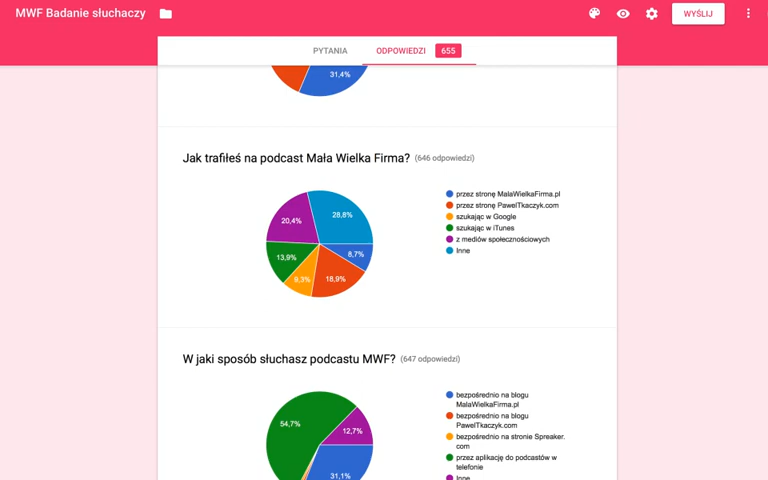 MWF Badanie słuchaczy
WYŚLIJ
PYTANIA
ODPOWIEDZI
655
31,4%
Jak trafiłeś na podcast Mała Wielka Firma? (646 odpowiedzi)
28,8%
20,4%
8,7%
13,9%
9,3%
18,9%
przez stronę MalaWielkaFirma.pl
przez stronę PawelTkaczyk.com
szukając w Google
szukając w iTunes
z mediów społecznościowych
Inne
W jaki sposób słuchasz podcastu MWF? (647 odpowiedzi)
54,7%
12,7%
31,1%
bezpośrednio na blogu
MalaWielkaFirma.pl
bezpośrednio na blogu
PawelTkaczyk.com
bezpośrednio na stronie Spreaker.
com
przez aplikację do podcastów w
telefonie
Inne